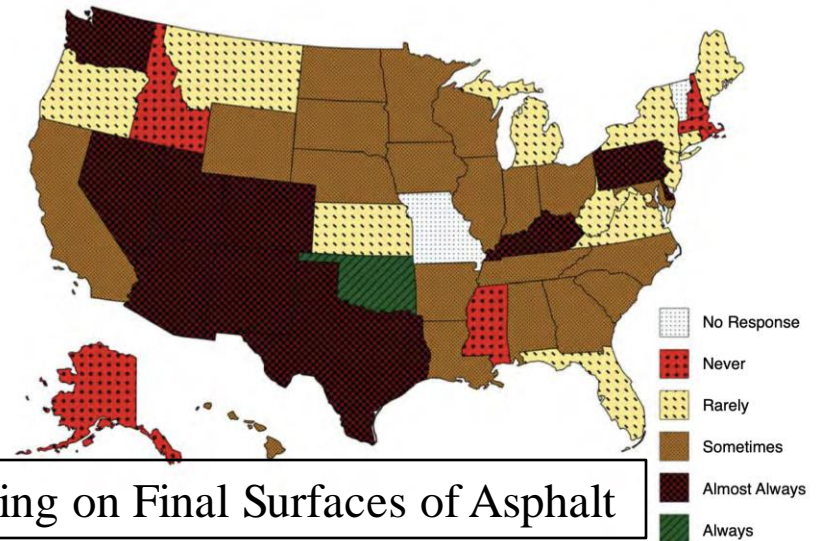 No Response
Never
Rarely
Sometimes
Almost Always
Always
ing on Final Surfaces of Asphalt